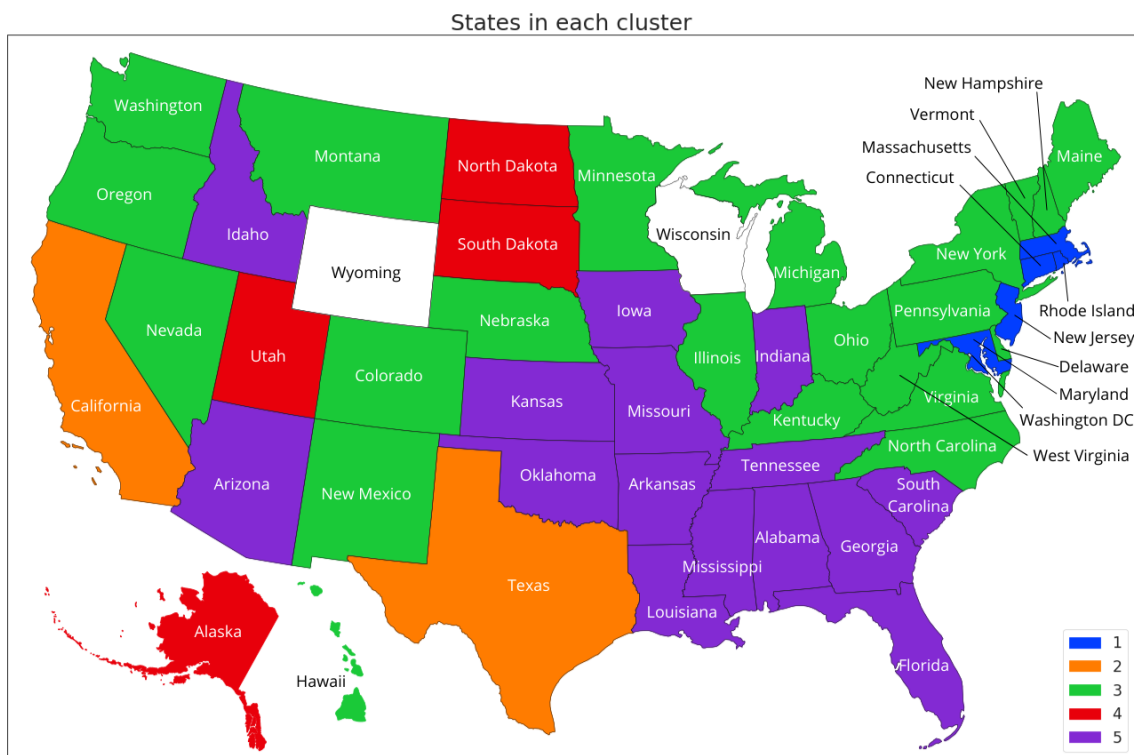 States in each cluster
New Hampshire
Vermont
Washington
Massachusetts
Maine
Montana
North Dakota
Minnesota
Connecticut
Oregon
Idaho
Wisconsin
South Dakota
New York
Wyoming
Michigan
Pennsylvania
Rhode Island
Nebraska
Iowa
Nevada
New Jersey
Ohio
Utah
Illinois
Indiana
Delaware
Colorado
Maryland
Virginia
Kansas
California
Missouri
Kentucky
Washington DC
North Carolina
West Virginia
Tennessee
Oklahoma
Arizona
Arkansas
South
Carolina
New Mexico
Alabama
Georgia
Mississippi
Texas
Louisiana
Alaska
Florida
Hawaii
1
2
3
4
5